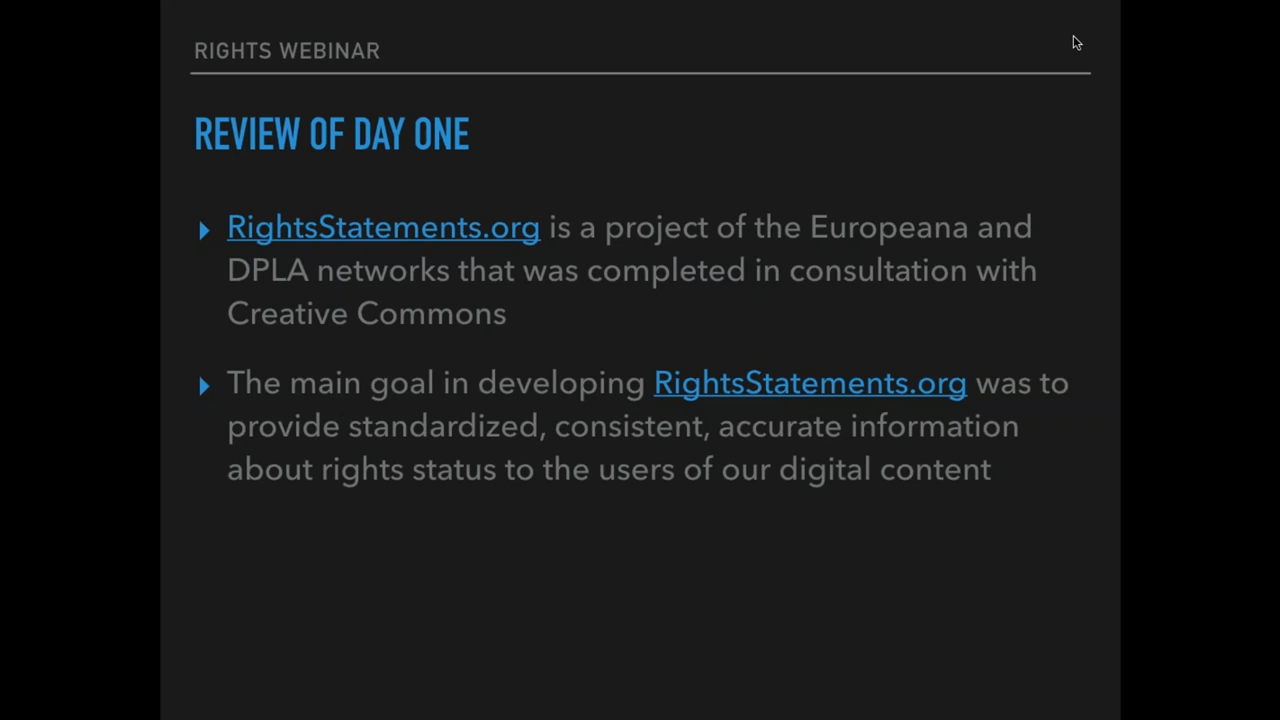 RIGHTS WEBINAR
REVIEW OF DAY ONE
RightsStatements.org is a project of the Europeana and
DPLA networks that was completed in consultation with
Creative Commons
The main goal in developing RightsStatements.org was to
provide standardized, consistent, accurate information
about rights status to the users of our digital content